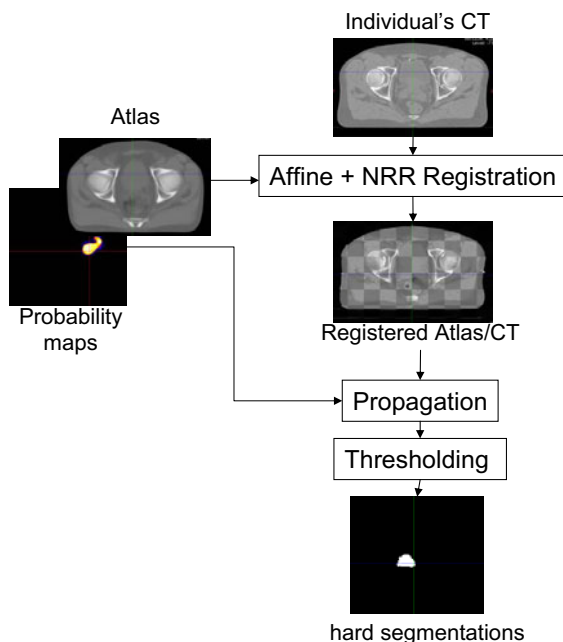 Individual's CT
Atlas
Affine + NRR Registration
Probability
maps
Registered Atlas/CT
Propagation
Thresholding
hard segmentations